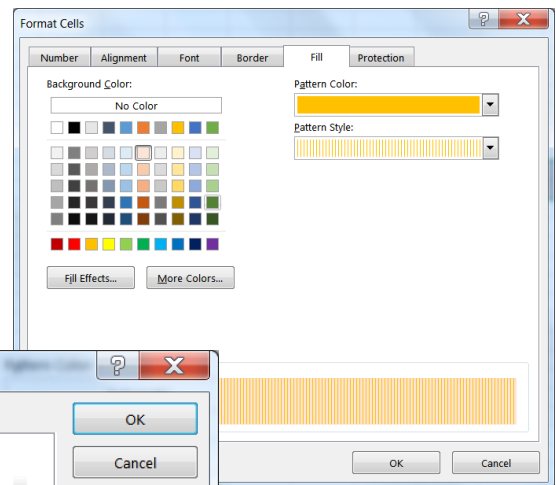 Format Cells
Number Alignment Font Border Fill Protection
Background Color:
No Color
Fill Effects...
More Colors...
Pattern Color:
Pattern Style:
OK
Cancel
OK
Cancel